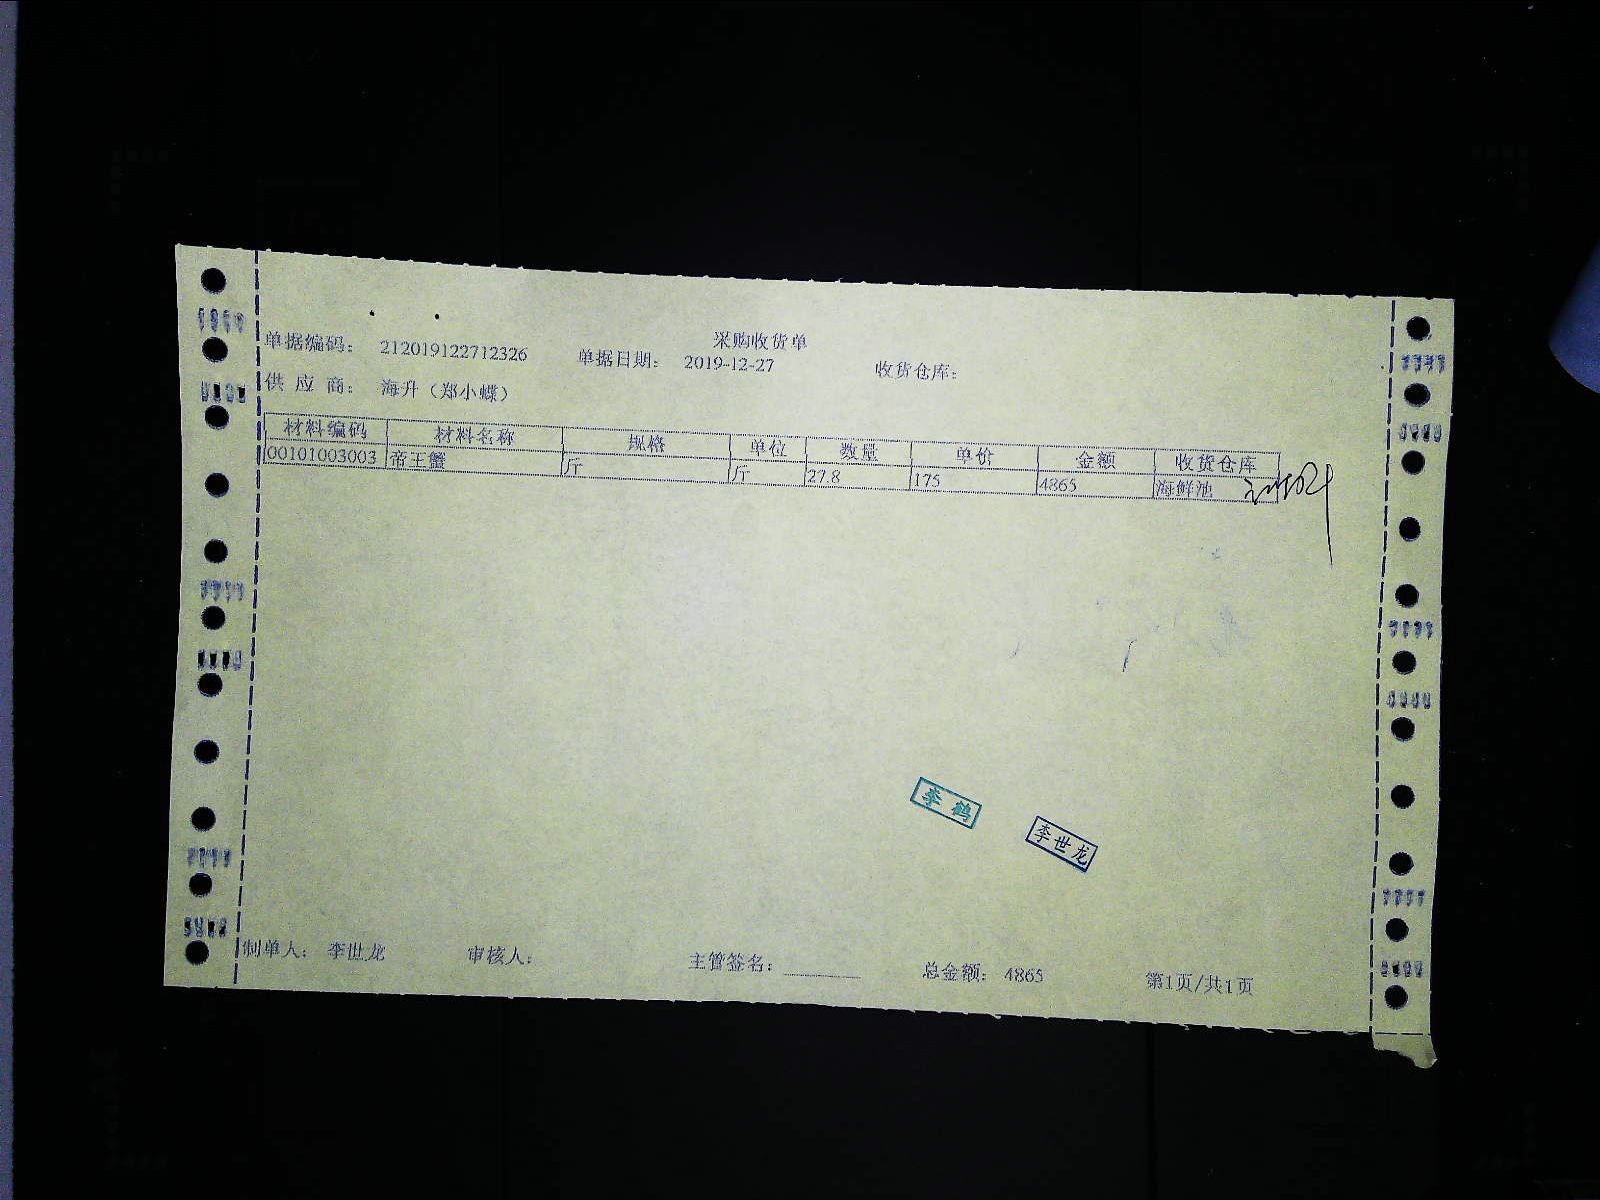 采购收货单
单据编码： 212019122712326 单据日期： 2019-12-27 收货仓库：
供 应 商： 海升（郑小蝶）
材料编码 材料名称 规格 单位 数量 单价 金额 收货仓库
00101003003 帝王蟹 斤 斤 27.8 175 4865 海鲜池
李鹤
李世龙
制单人： 李世龙 审核人： 主管签名：________ 总金额： 4865 第1页/共1页